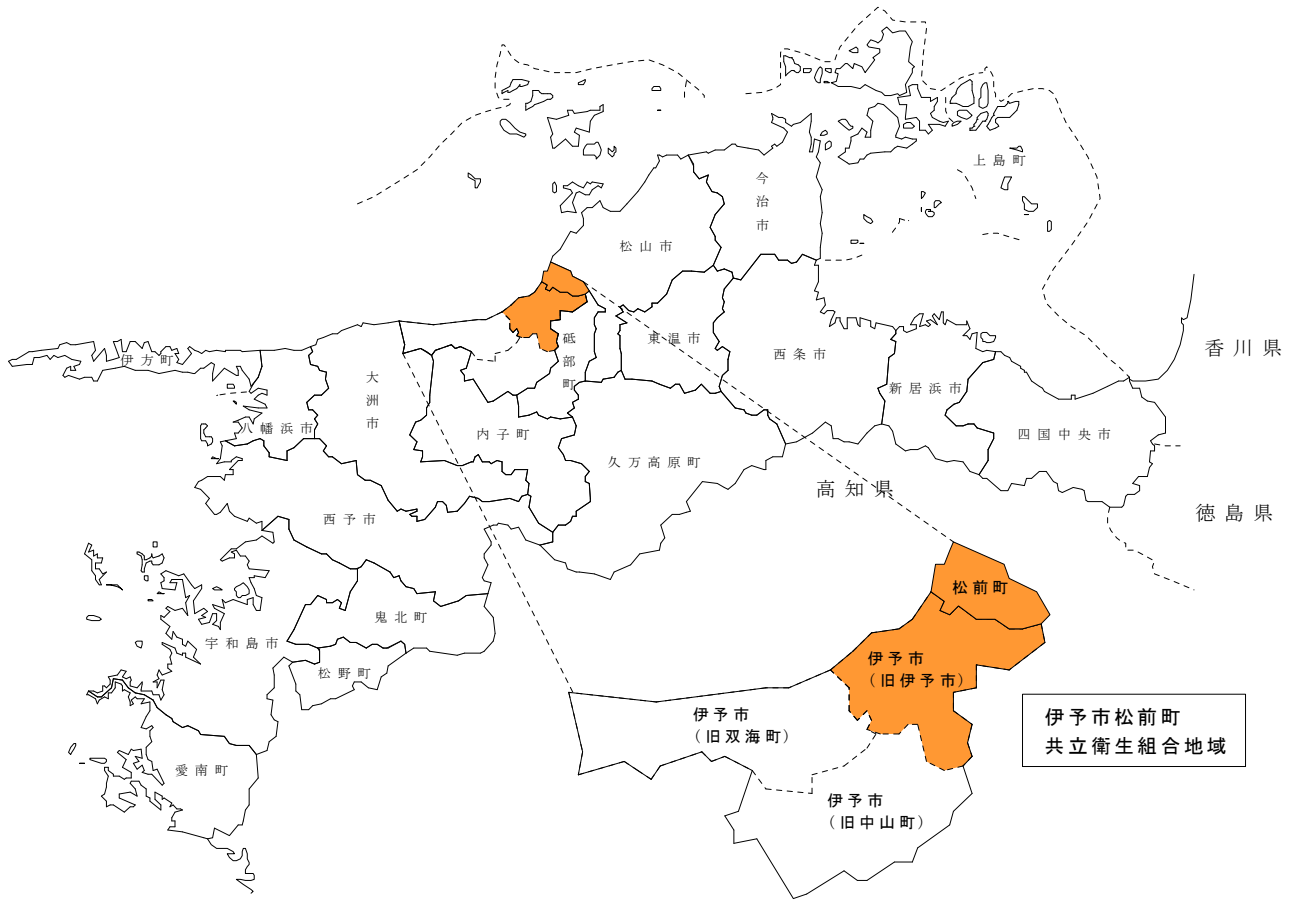 上島町
今治市
松山市
香川県
伊方町
砥部町
東温市
西条市
新居浜市
大洲市
八幡浜市
内子町
四国中央市
久万高原町
高知県
徳島県
西予市
鬼北町
宇和島市
松野町
愛南町
松前町
伊予市
（旧伊予市）
伊予市
（旧双海町）
伊予市
（旧中山町）
伊予市松前町
共立衛生組合地域